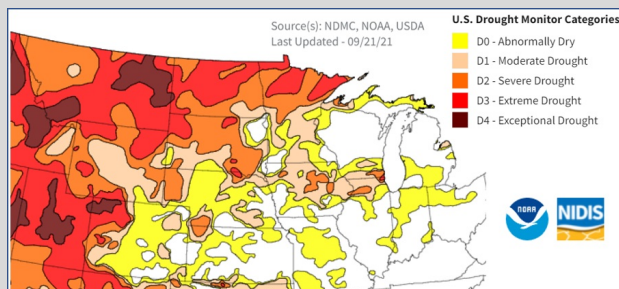 Source(s): NDMC, NOAA, USDA
Last Updated - 09/21/21
U.S. Drought Monitor Categories
D0 - Abnormally Dry
D1 - Moderate Drought
D2 - Severe Drought
D3 - Extreme Drought
D4 - Exceptional Drought
NOAA
NIDIS